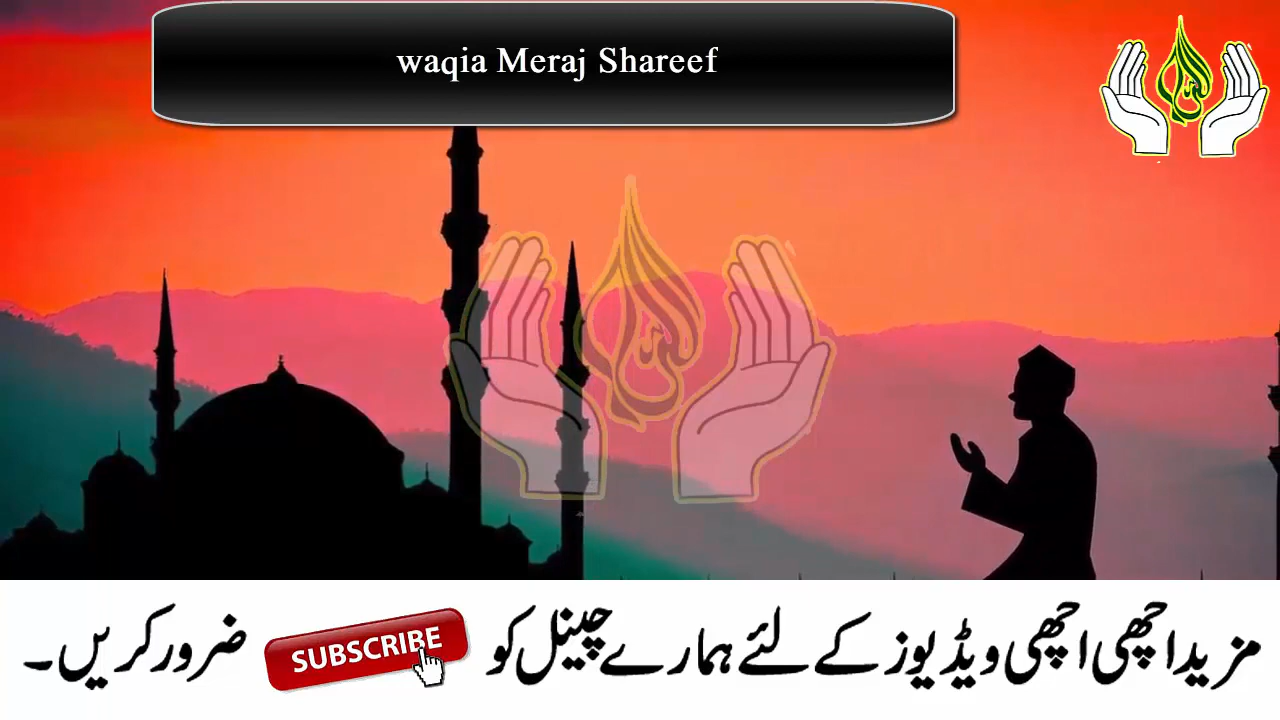 waqia Meraj Shareef
مزید اچھی اچھی ویڈیوز کے لئے ہمارے چینل کو SUBSCRIBE ضرور کریں۔